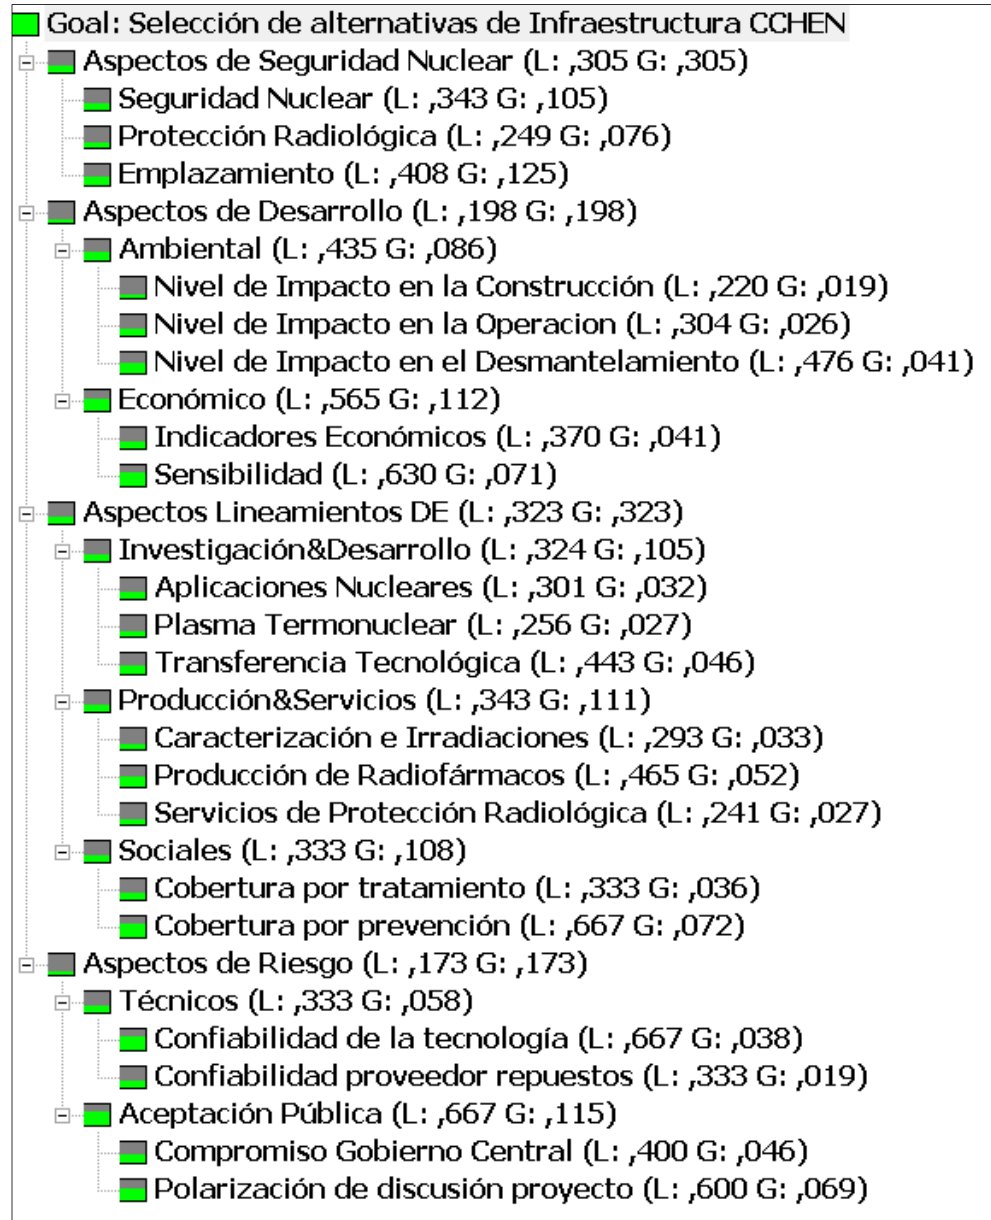 Goal: Selección de alternativas de Infraestructura CCHEN
Aspectos de Seguridad Nuclear (L: ,305 G: ,305)
Seguridad Nuclear (L: ,343 G: ,105)
Protección Radiológica (L: ,249 G: ,076)
Emplazamiento (L: ,408 G: ,125)
Aspectos de Desarrollo (L: ,198 G: ,198)
Ambiental (L: ,435 G: ,086)
Nivel de Impacto en la Construcción (L: ,220 G: ,019)
Nivel de Impacto en la Operacion (L: ,304 G: ,026)
Nivel de Impacto en el Desmantelamiento (L: ,476 G: ,041)
Económico (L: ,565 G: ,112)
Indicadores Económicos (L: ,370 G: ,041)
Sensibilidad (L: ,630 G: ,071)
Aspectos Lineamientos DE (L: ,323 G: ,323)
Investigación&Desarrollo (L: ,324 G: ,105)
Aplicaciones Nucleares (L: ,301 G: ,032)
Plasma Termonuclear (L: ,256 G: ,027)
Transferencia Tecnológica (L: ,443 G: ,046)
Producción&Servicios (L: ,343 G: ,111)
Caracterización e Irradiaciones (L: ,293 G: ,033)
Producción de Radiofármacos (L: ,465 G: ,052)
Servicios de Protección Radiológica (L: ,241 G: ,027)
Sociales (L: ,333 G: ,108)
Cobertura por tratamiento (L: ,333 G: ,036)
Cobertura por prevención (L: ,667 G: ,072)
Aspectos de Riesgo (L: ,173 G: ,173)
Técnicos (L: ,333 G: ,058)
Confiabilidad de la tecnología (L: ,667 G: ,038)
Confiabilidad proveedor repuestos (L: ,333 G: ,019)
Aceptación Pública (L: ,667 G: ,115)
Compromiso Gobierno Central (L: ,400 G: ,046)
Polarización de discusión proyecto (L: ,600 G: ,069)